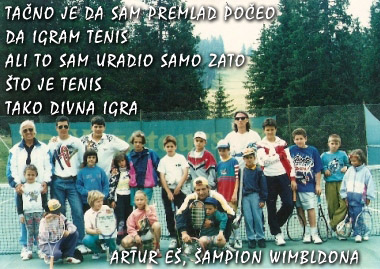 TAČNO JE DA SAM PREMLAD POČEO
DA IGRAM TENIS
ALI TO SAM URADIO SAMO ZATO
ŠTO JE TENIS
TAKO DIVNA IGRA
ARTUR EŠ, ŠAMPION WIMBLDONA